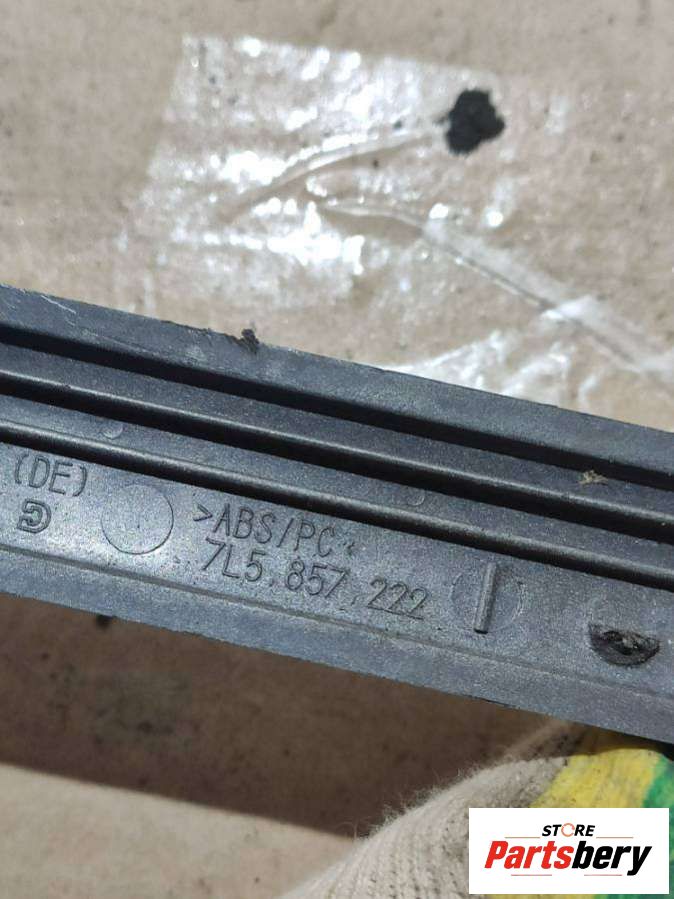 (DE)
>ABS/PC<
7L5.857.222
STORE
Partsbery